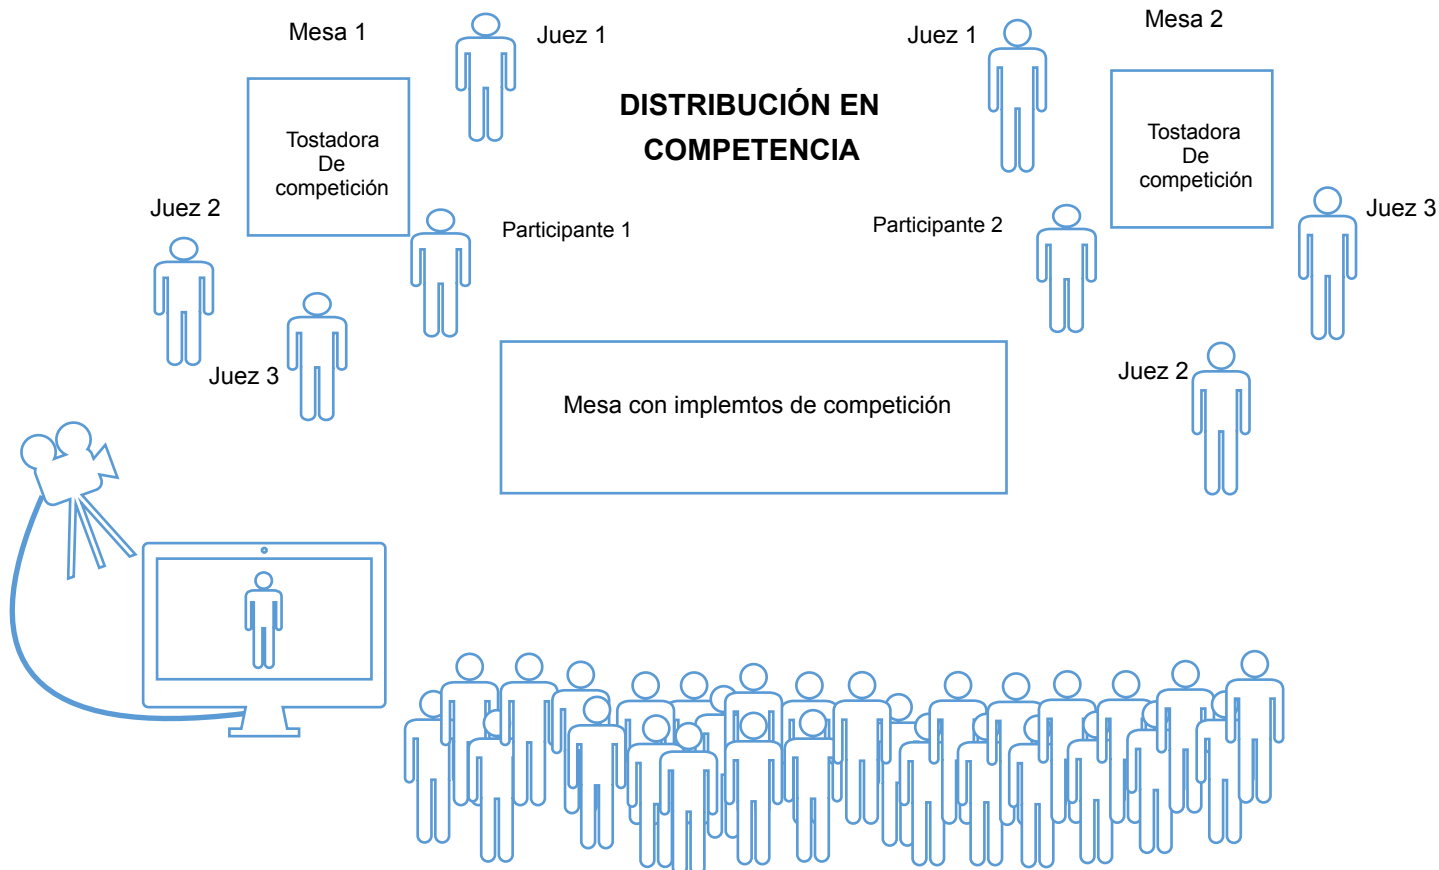 Mesa 1
Juez 1
Juez 1
Mesa 2
DISTRIBUCIÓN EN
COMPETENCIA
Tostadora
De
competición
Tostadora
De
competición
Juez 2
Participante 1
Participante 2
Juez 3
Juez 3
Juez 2
Mesa con implemtos de competición